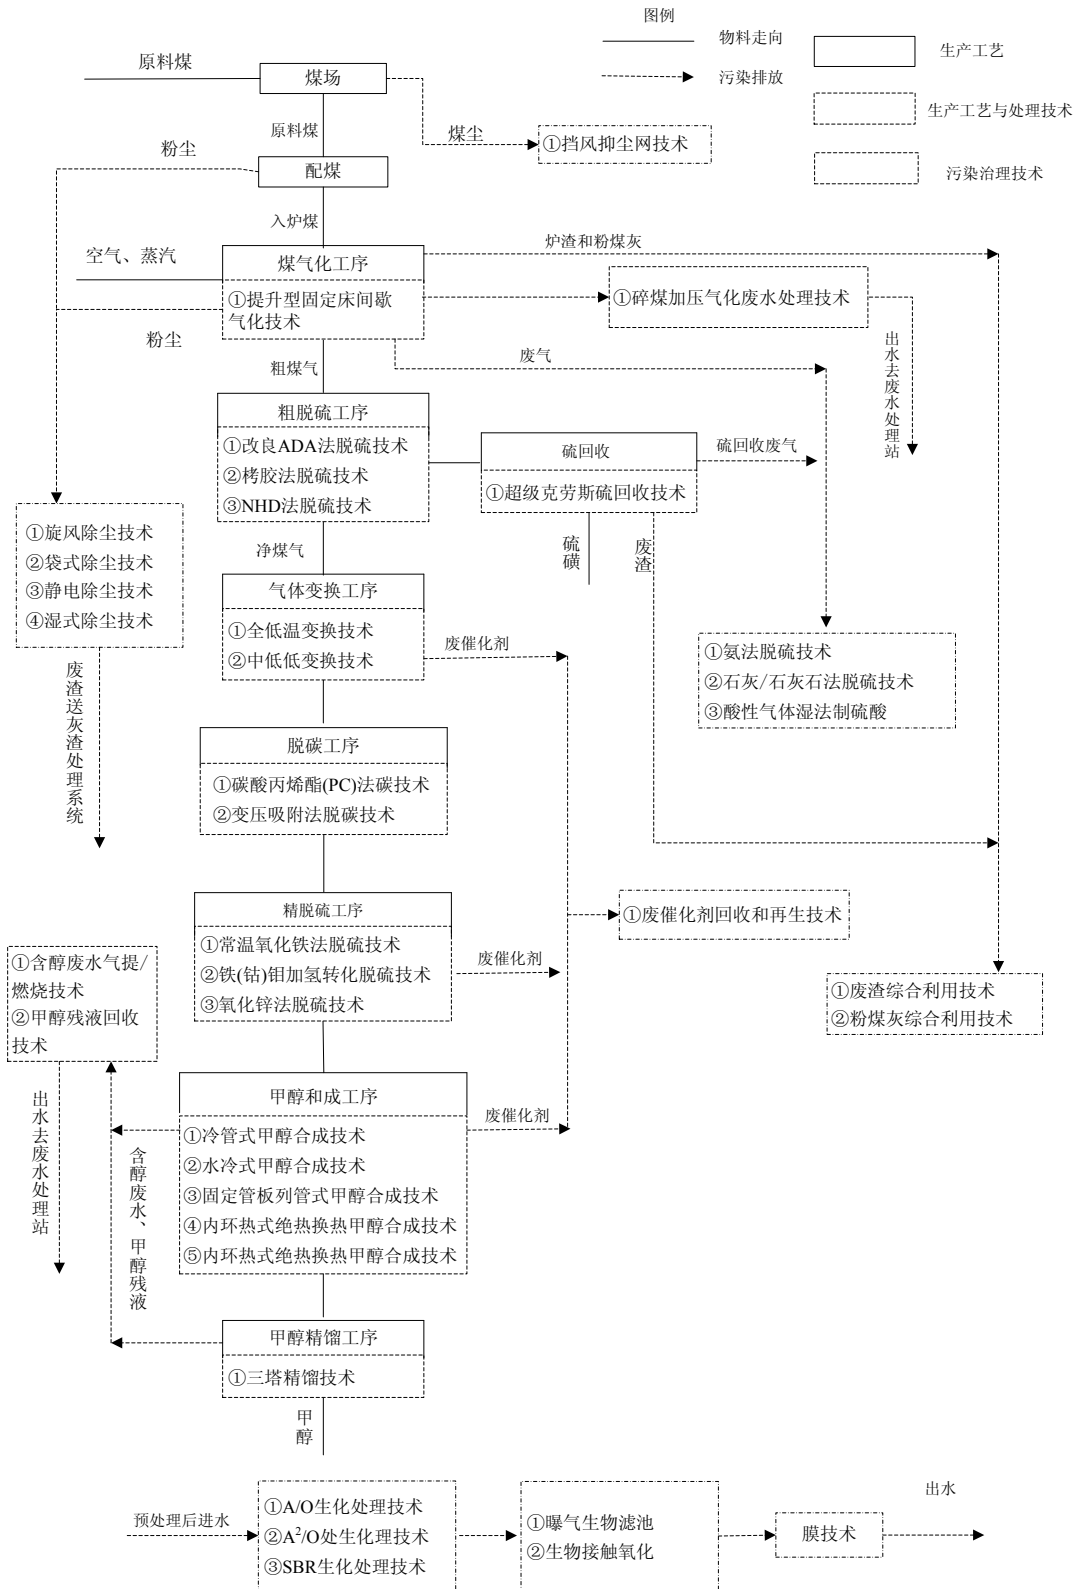 图例
物料走向
污染排放
生产工艺
生产工艺与处理技术
污染治理技术
原料煤
煤场
原料煤
煤尘
①挡风抑尘网技术
粉尘
配煤
入炉煤
空气、蒸汽
煤气化工序
①提升型固定床间歇
气化技术
炉渣和粉煤灰
①碎煤加压气化废水处理技术
出水去废水处理站
粉尘
粗煤气
废气
粗脱硫工序
①改良ADA法脱硫技术
②栲胶法脱硫技术
③NHD法脱硫技术
硫回收
①超级克劳斯硫回收技术
硫回收废气
硫磺
废渣
①旋风除尘技术
②袋式除尘技术
③静电除尘技术
④湿式除尘技术
废渣送灰渣处理系统
净煤气
气体变换工序
①全低温变换技术
②中低低变换技术
废催化剂
①氨法脱硫技术
②石灰/石灰石法脱硫技术
③酸性气体湿法制硫酸
脱碳工序
①碳酸丙烯酯(PC)法碳技术
②变压吸附法脱碳技术
精脱硫工序
①常温氧化铁法脱硫技术
②铁(钴)钼加氢转化脱硫技术
③氧化锌法脱硫技术
废催化剂
①废催化剂回收和再生技术
①废渣综合利用技术
②粉煤灰综合利用技术
①含醇废水气提/
燃烧技术
②甲醇残液回收
技术
出水去废水处理站
含醇废水、甲醇残液
甲醇和成工序
①冷管式甲醇合成技术
②水冷式甲醇合成技术
③固定管板列管式甲醇合成技术
④内环热式绝热换热甲醇合成技术
⑤内环热式绝热换热甲醇合成技术
废催化剂
甲醇精馏工序
①三塔精馏技术
甲醇
预处理后进水
①A/O生化处理技术
②A²/O处生化理技术
③SBR生化处理技术
①曝气生物滤池
②生物接触氧化
膜技术
出水